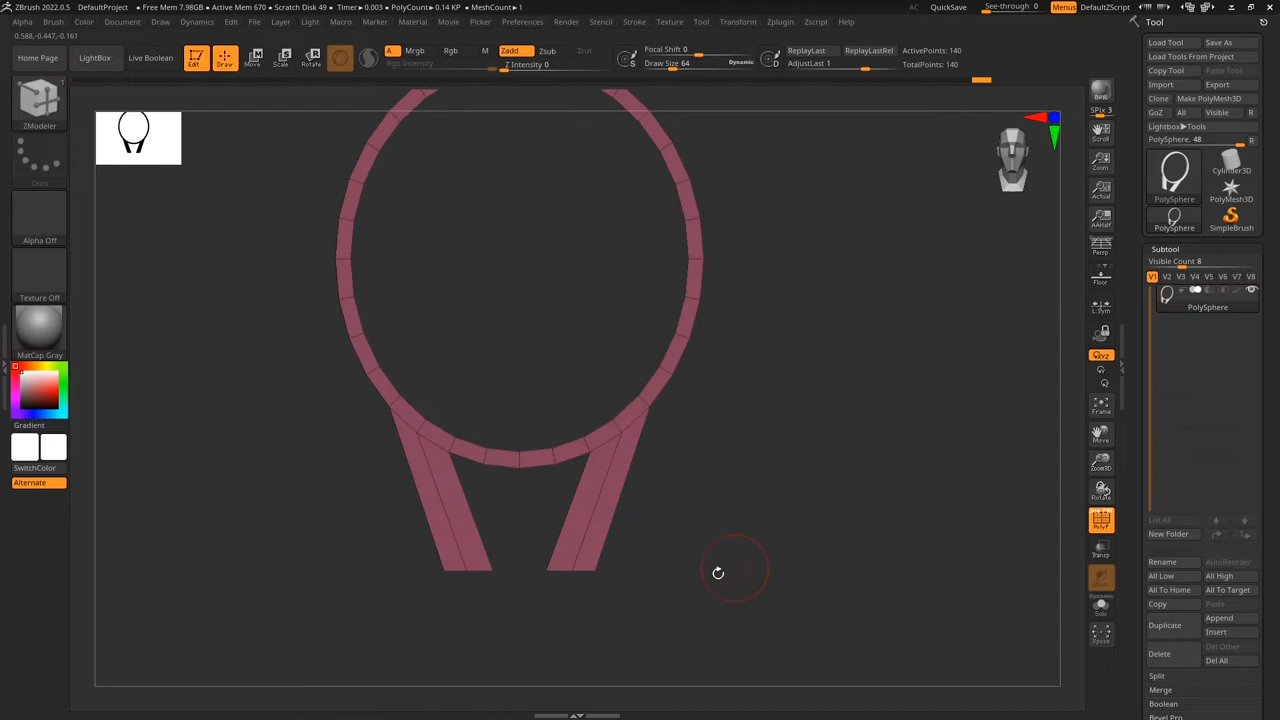 ZBrush 2022.0.5 DefaultProject • Free Mem 7.98GB • Active Mem 670 • Scratch Disk 49 • Timer▶0.003 • PolyCount▶0.14 KP • MeshCount▶1 AC QuickSave See-through 0 Menus DefaultZScript
Alpha Brush Color Document Draw Dynamics Edit File Layer Light Macro Marker Material Movie Picker Preferences Render Stencil Stroke Texture Tool Transform Zplugin Zscript Help
0.588,-0.447,-0.161
Home Page LightBox Live Boolean Edit Draw Move Scale Rotate
A Mrgb Rgb M Zadd Zsub Zcut
Rgb Intensity Z Intensity 0
Focal Shift 0
Draw Size 64 Dynamic
S D
ReplayLast ReplayLastRel ActivePoints: 140
AdjustLast 1 TotalPoints: 140
1
ZModeler
Dots
Alpha Off
Texture Off
MatCap Gray
Gradient
SwitchColor
Alternate
BPR
SPix 3
Scroll
Zoom
Actual
AAHalf
Persp
Floor
L.Sym
XYZ
Frame
Move
Zoom3D
Rotate
PolyF
Transp
Ghost
Dynamic
Solo
Xpose
Tool
Load Tool Save As
Load Tools From Project
Copy Tool Paste Tool
Import Export
Clone Make PolyMesh3D
GoZ All Visible R
Lightbox▶Tools
PolySphere. 48 R
PolySphere Cylinder3D
PolyMesh3D
PolySphere SimpleBrush
Subtool
Visible Count 8
V1 V2 V3 V4 V5 V6 V7 V8
PolySphere
List All
New Folder
Rename AutoReorder
All Low All High
All To Home All To Target
Copy Paste
Duplicate Append
Insert
Delete Del Other
Del All
Split
Merge
Boolean
Bevel Pro